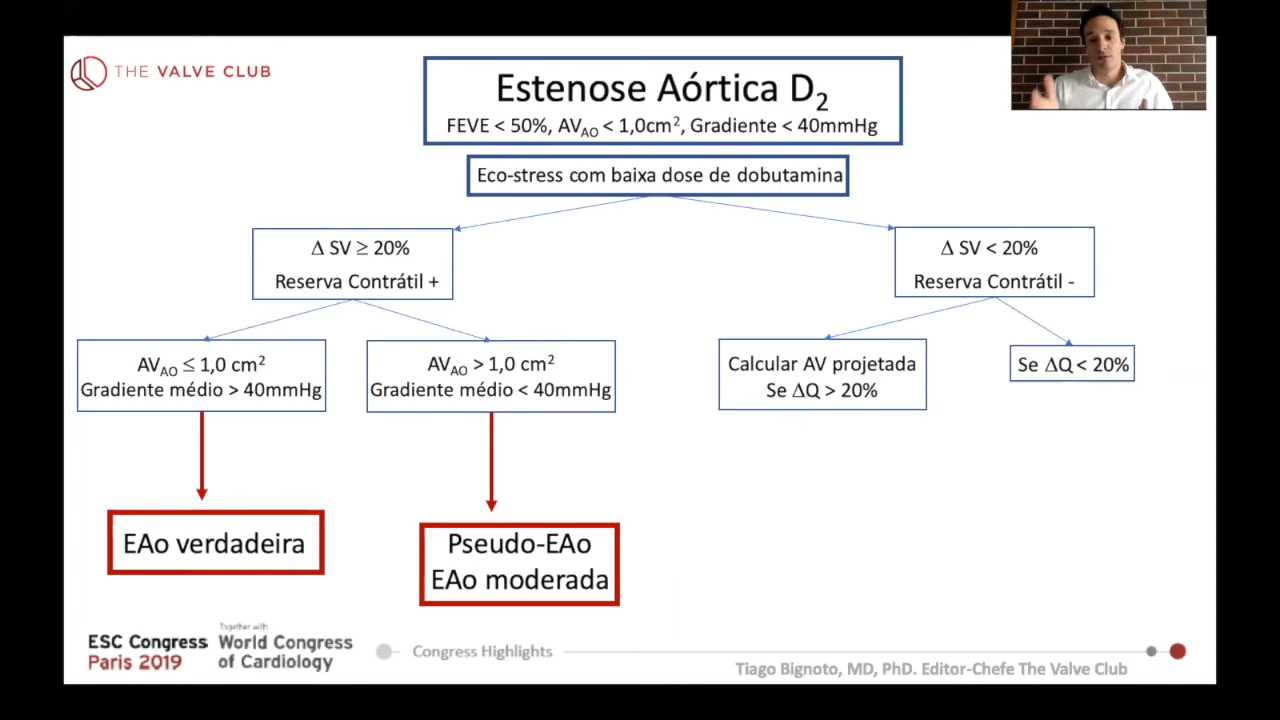 THE VALVE CLUB
Estenose Aórtica D₂
FEVE < 50%, AV_AO < 1,0cm², Gradiente < 40mmHg
Eco-stress com baixa dose de dobutamina
Δ SV ≥ 20%
Reserva Contrátil +
Δ SV < 20%
Reserva Contrátil -
AV_AO ≤ 1,0 cm²
Gradiente médio > 40mmHg
AV_AO > 1,0 cm²
Gradiente médio < 40mmHg
Calcular AV projetada
Se ΔQ > 20%
Se ΔQ < 20%
EAo verdadeira
Pseudo-EAo
EAo moderada
ESC Congress
Paris 2019
Together with
World Congress
of Cardiology
Congress Highlights
Tiago Bignoto, MD, PhD. Editor-Chefe The Valve Club